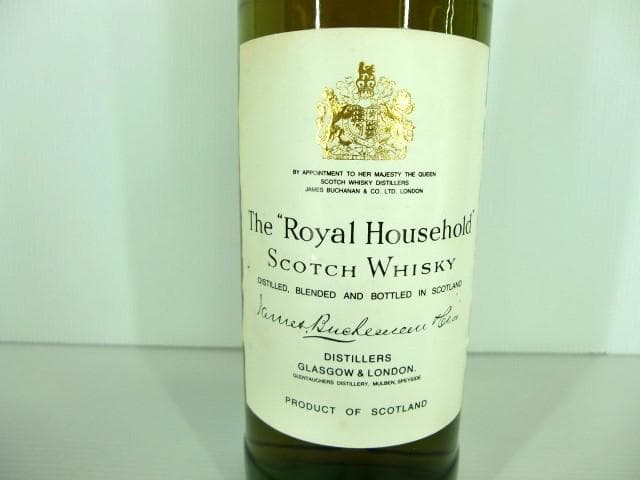 BY APPOINTMENT TO HER MAJESTY THE QUEEN
SCOTCH WHISKY DISTILLERS
JAMES BUCHANAN & CO. LTD. LONDON
The "Royal Household"
SCOTCH WHISKY
DISTILLED, BLENDED AND BOTTLED IN SCOTLAND
James Buchanan & Co
DISTILLERS
GLASGOW & LONDON.
GLENTAUCHERS DISTILLERY, MULBEN, SPEYSIDE
PRODUCT OF SCOTLAND